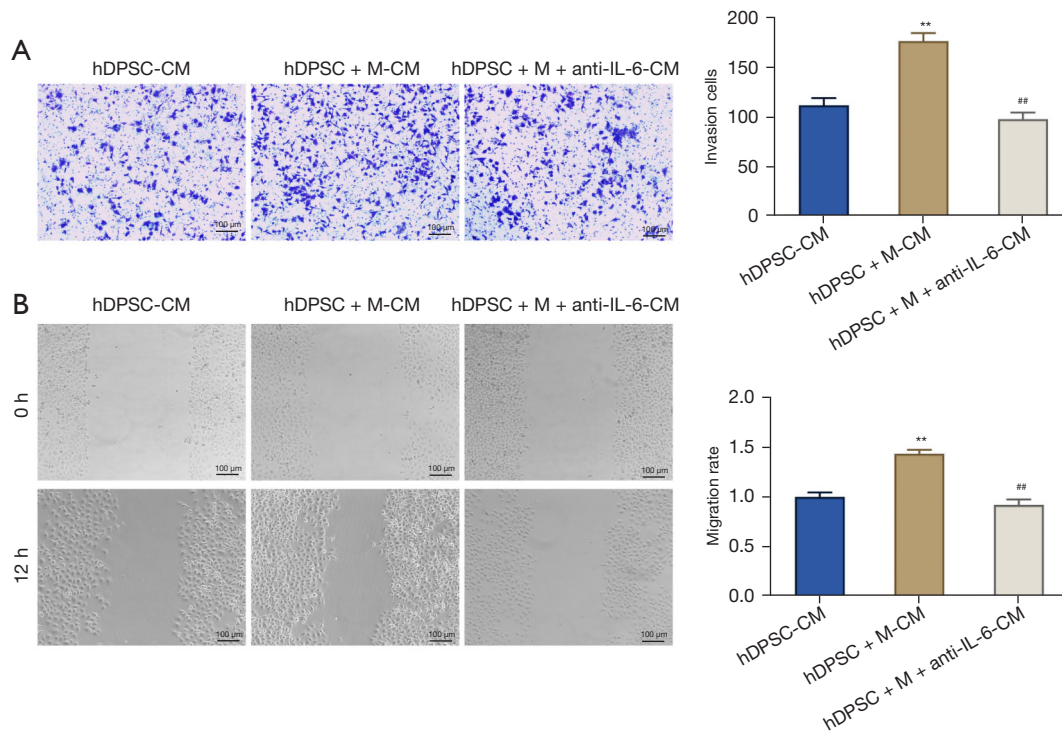 A
hDPSC-CM
hDPSC + M-CM
hDPSC + M + anti-IL-6-CM
100 μm
100 μm
100 μm
Invasion cells
200
150
100
50
0
**
##
hDPSC-CM
hDPSC + M-CM
hDPSC + M + anti-IL-6-CM
B
hDPSC-CM
hDPSC + M-CM
hDPSC + M + anti-IL-6-CM
0 h
100 μm
100 μm
100 μm
12 h
100 μm
100 μm
100 μm
Migration rate
2.0
1.5
1.0
0.5
0.0
**
##
hDPSC-CM
hDPSC + M-CM
hDPSC + M + anti-IL-6-CM